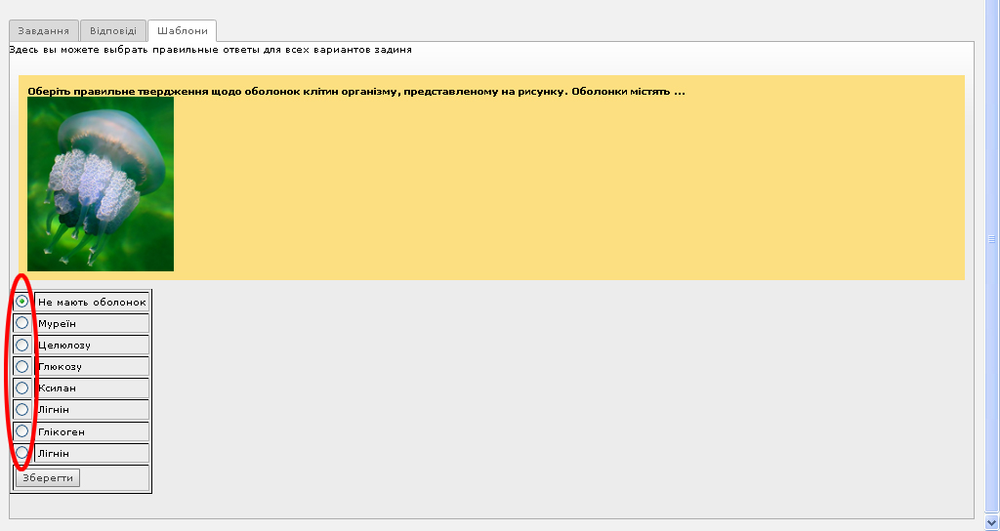 Завдання Відповіді Шаблони
Здесь вы можете выбрать правильные ответы для всех вариантов задиня
Оберіть правильне твердження щодо оболонок клітин організму, представленому на рисунку. Оболонки містять ...
Не мають оболонок
Муреїн
Целюлозу
Глюкозу
Ксилан
Лігнін
Глікоген
Лігнін
Зберегти